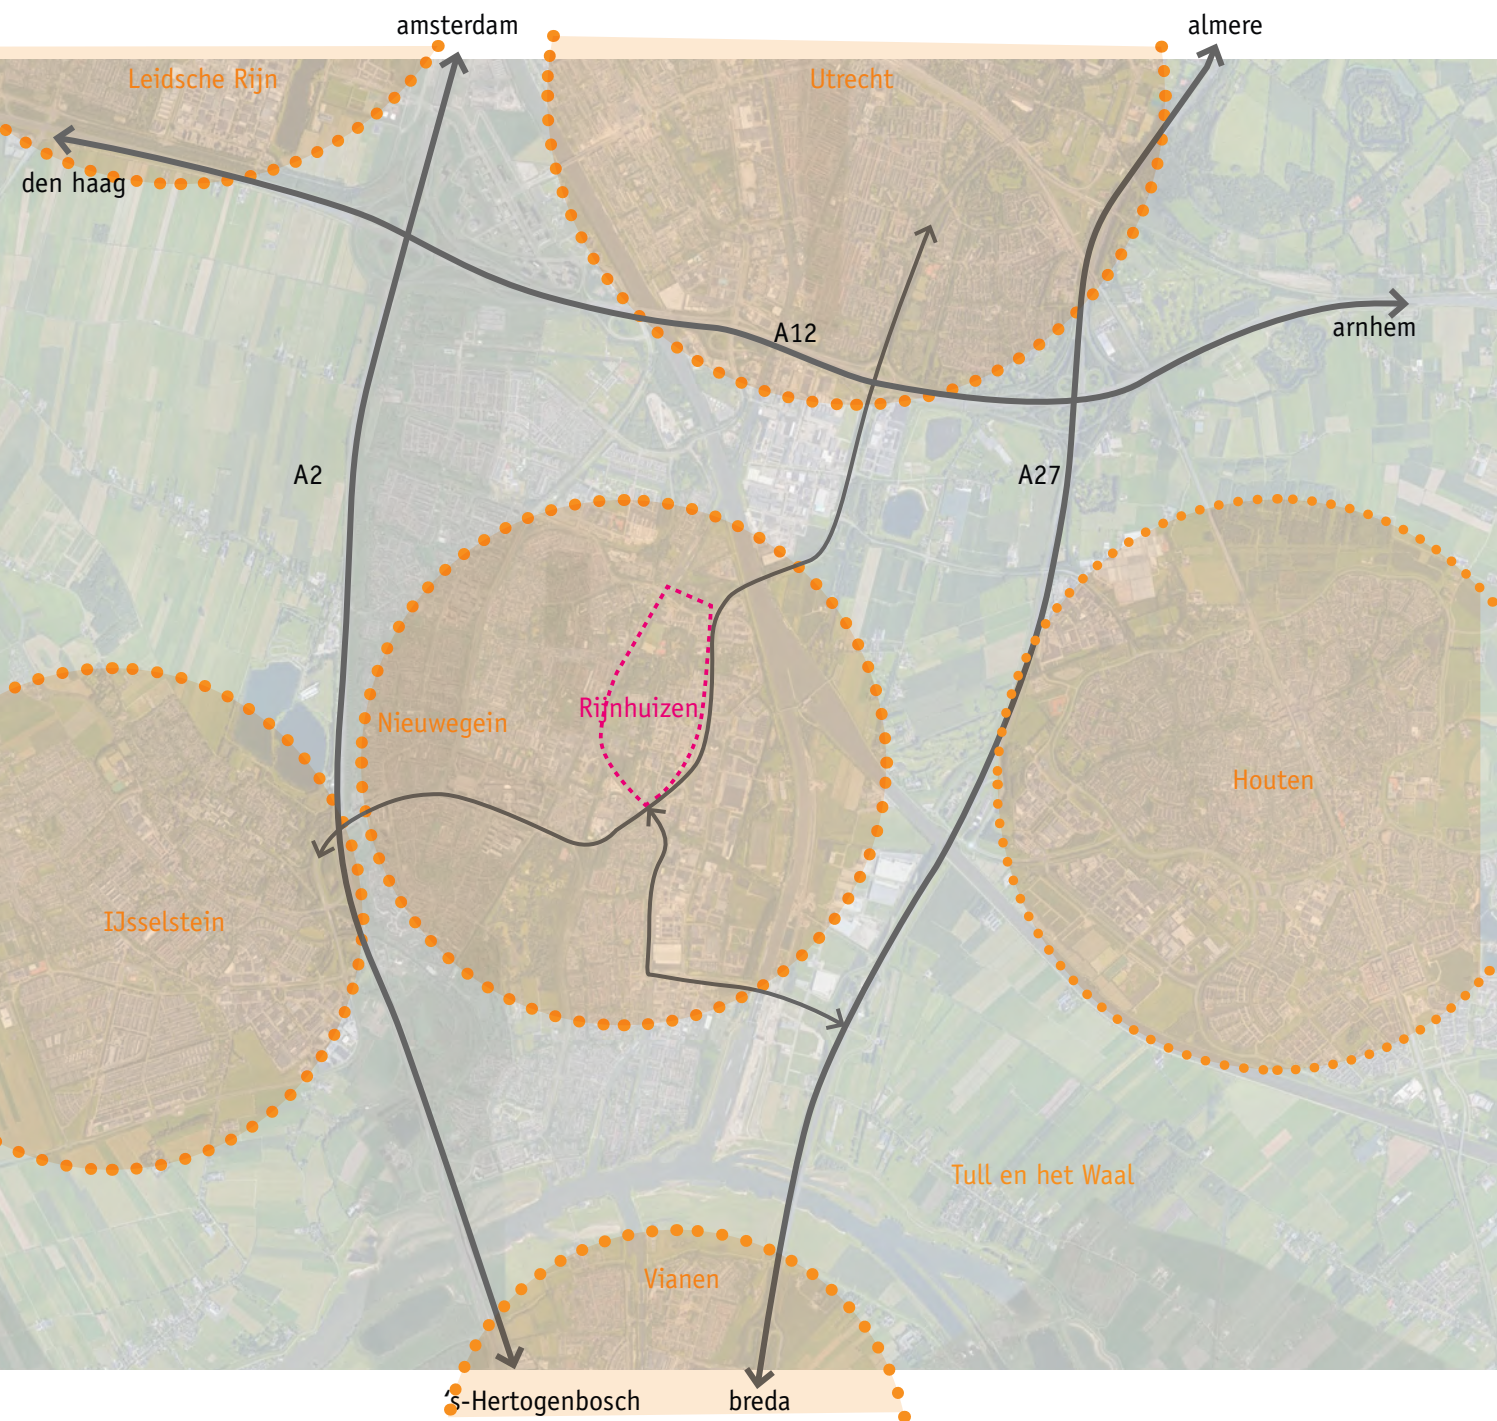 amsterdam
almere
Leidsche Rijn
Utrecht
den haag
A12
arnhem
A2
A27
Rijnhuizen
Nieuwegein
Houten
IJsselstein
Tull en het Waal
Vianen
's-Hertogenbosch
breda